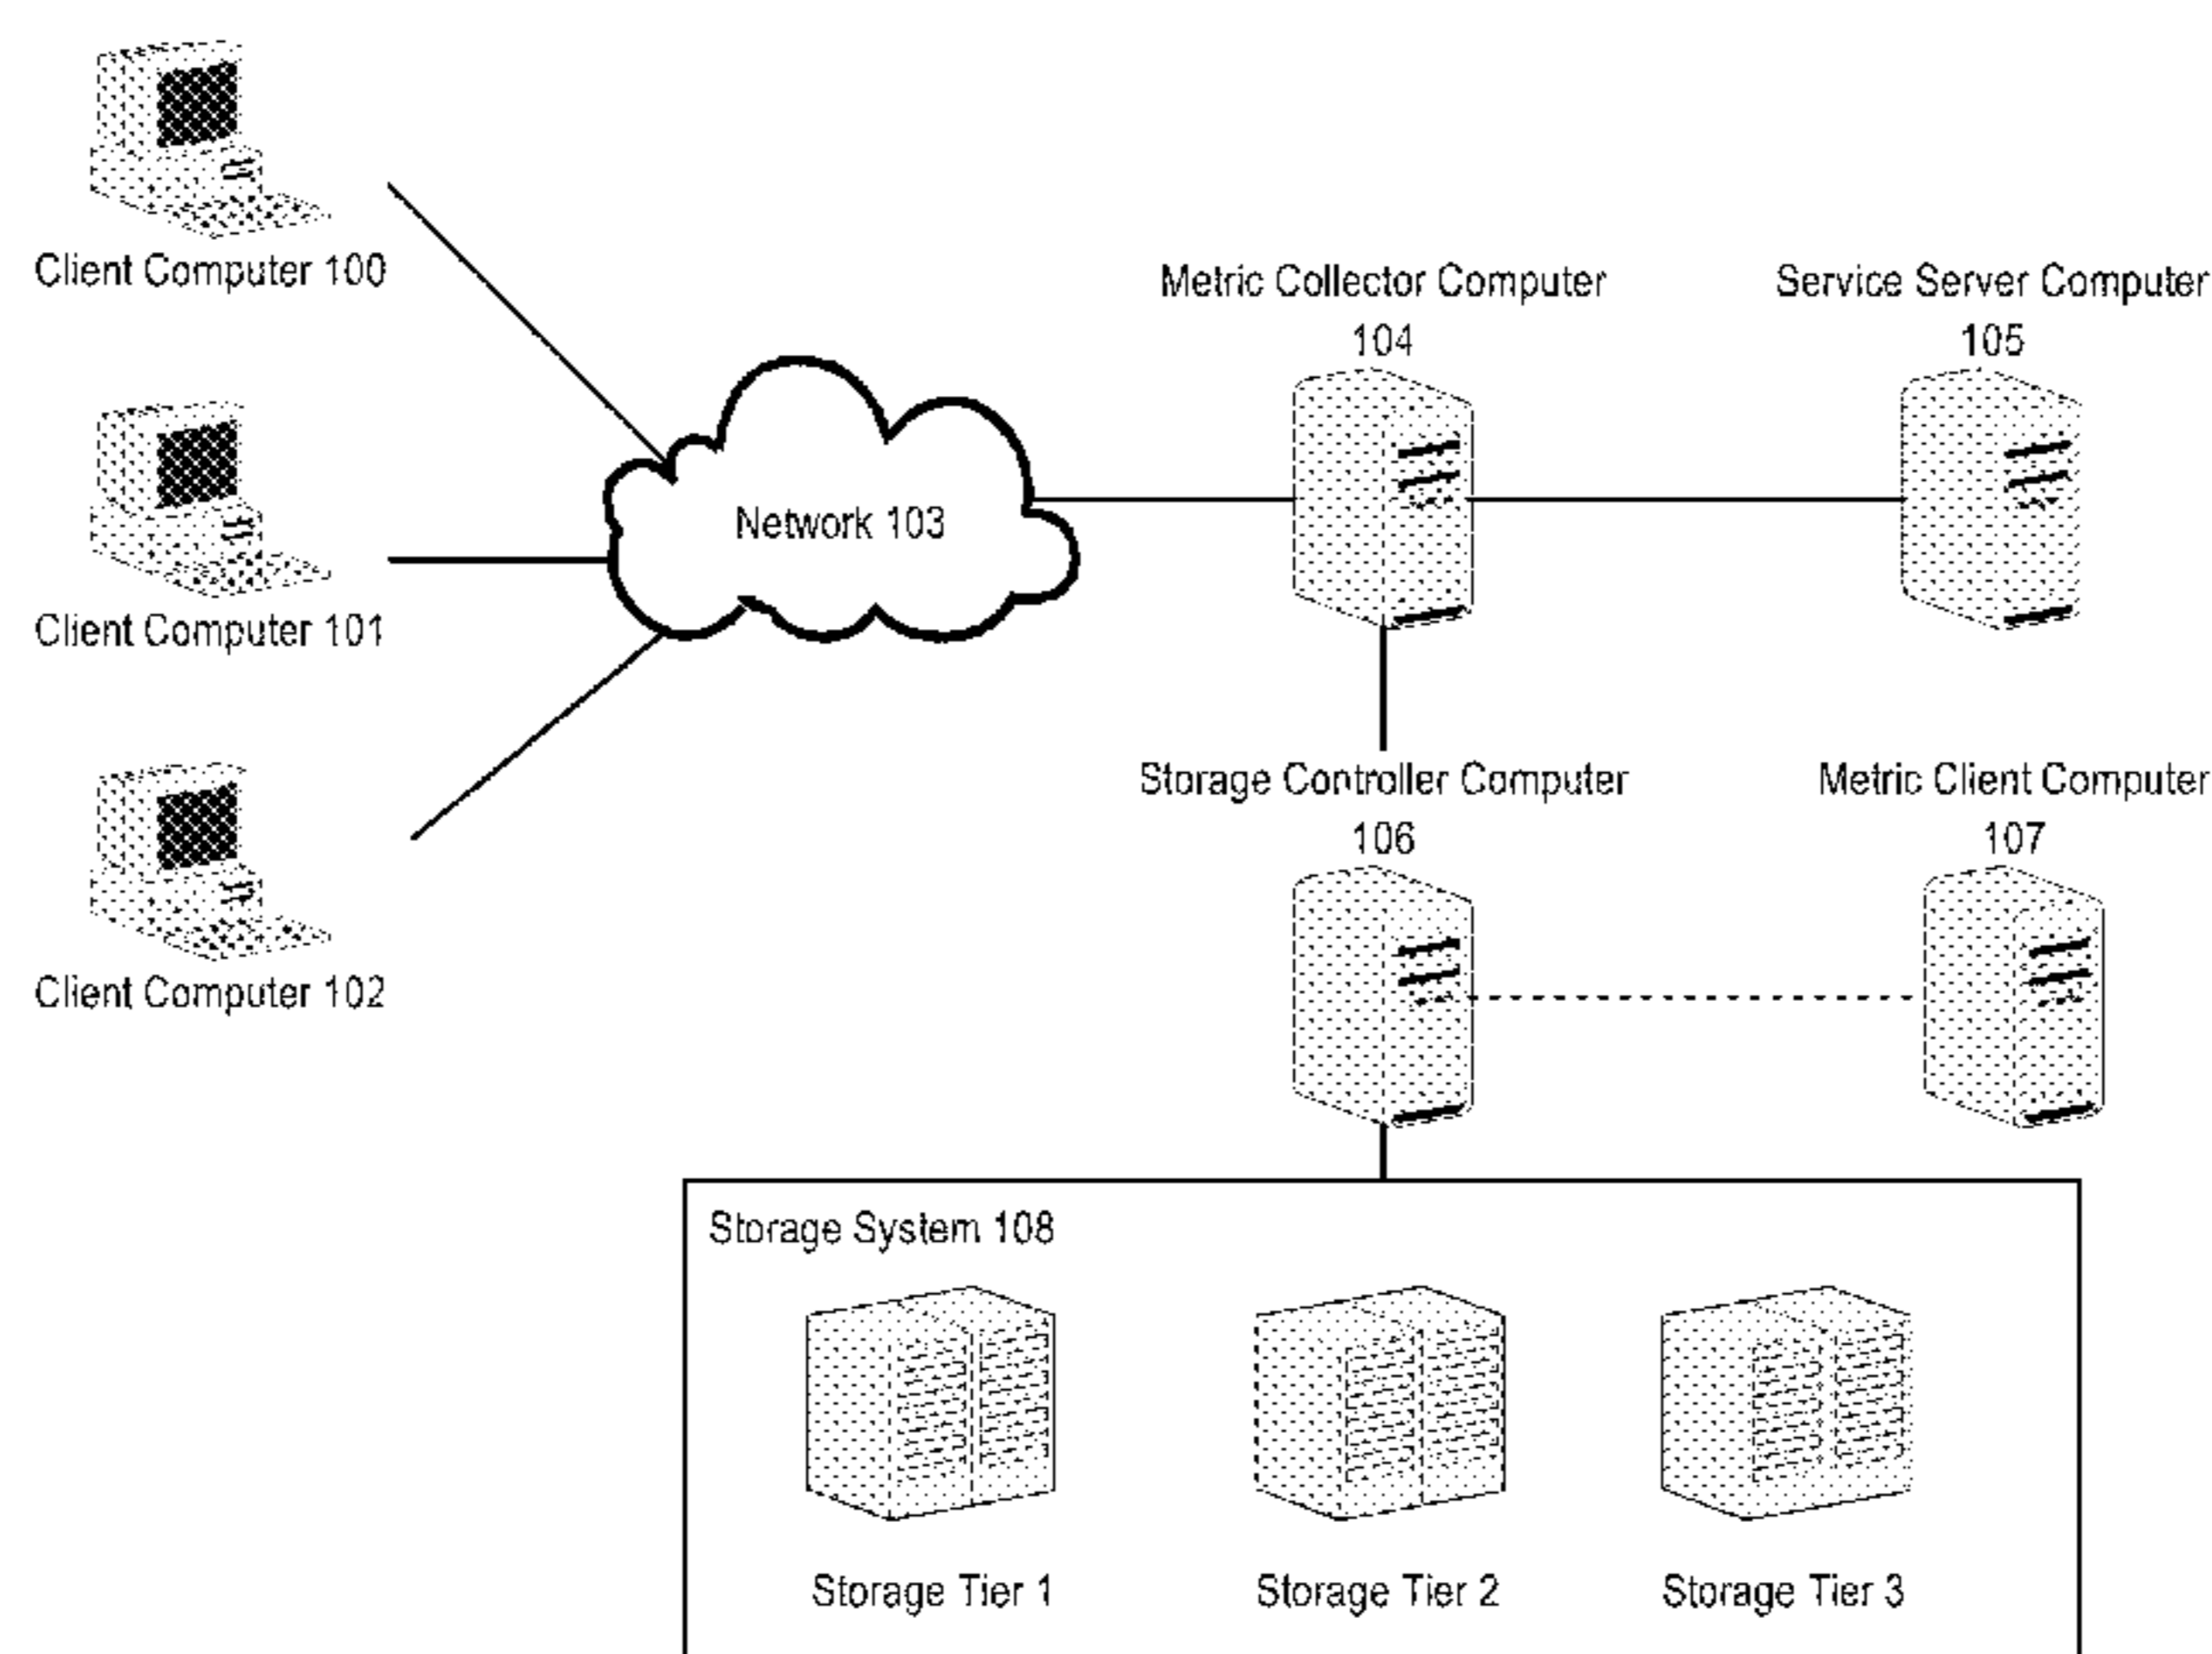 Client Computer 100
Client Computer 101
Client Computer 102
Network 103
Metric Collector Computer
104
Service Server Computer
105
Storage Controller Computer
106
Metric Client Computer
107
Storage System 108
Storage Tier 1
Storage Tier 2
Storage Tier 3